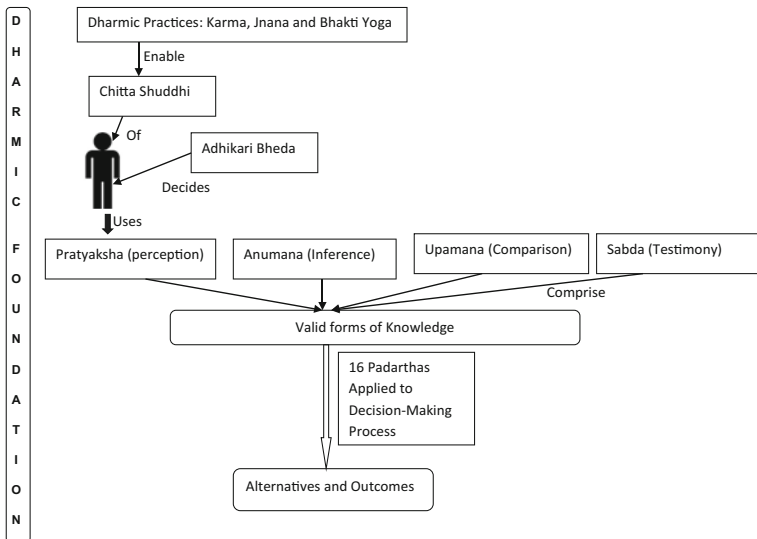 DHARMIC FOUNDATION
Dharmic Practices: Karma, Jnana and Bhakti Yoga
Enable
Chitta Shuddhi
Of
Adhikari Bheda
Decides
Uses
Pratyaksha (perception)
Anumana (Inference)
Upamana (Comparison)
Sabda (Testimony)
Comprise
Valid forms of Knowledge
16 Padarthas
Applied to
Decision-Making
Process
Alternatives and Outcomes